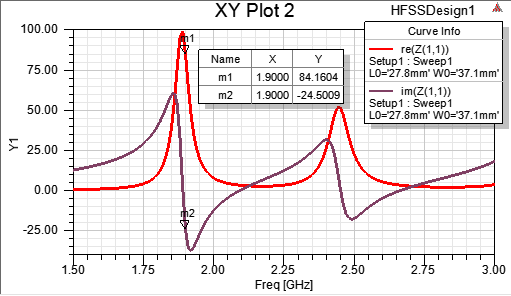 XY Plot 2
HFSSDesign1
Curve Info
re(Z(1,1))
Setup1 : Sweep1
L0='27.8mm' W0='37.1mm'
im(Z(1,1))
Setup1 : Sweep1
L0='27.8mm' W0='37.1mm'
Name X Y
m1 1.9000 84.1604
m2 1.9000 -24.5009
m1
m2
Y1
100.00
75.00
50.00
25.00
0.00
-25.00
1.50 1.75 2.00 2.25 2.50 2.75 3.00
Freq [GHz]